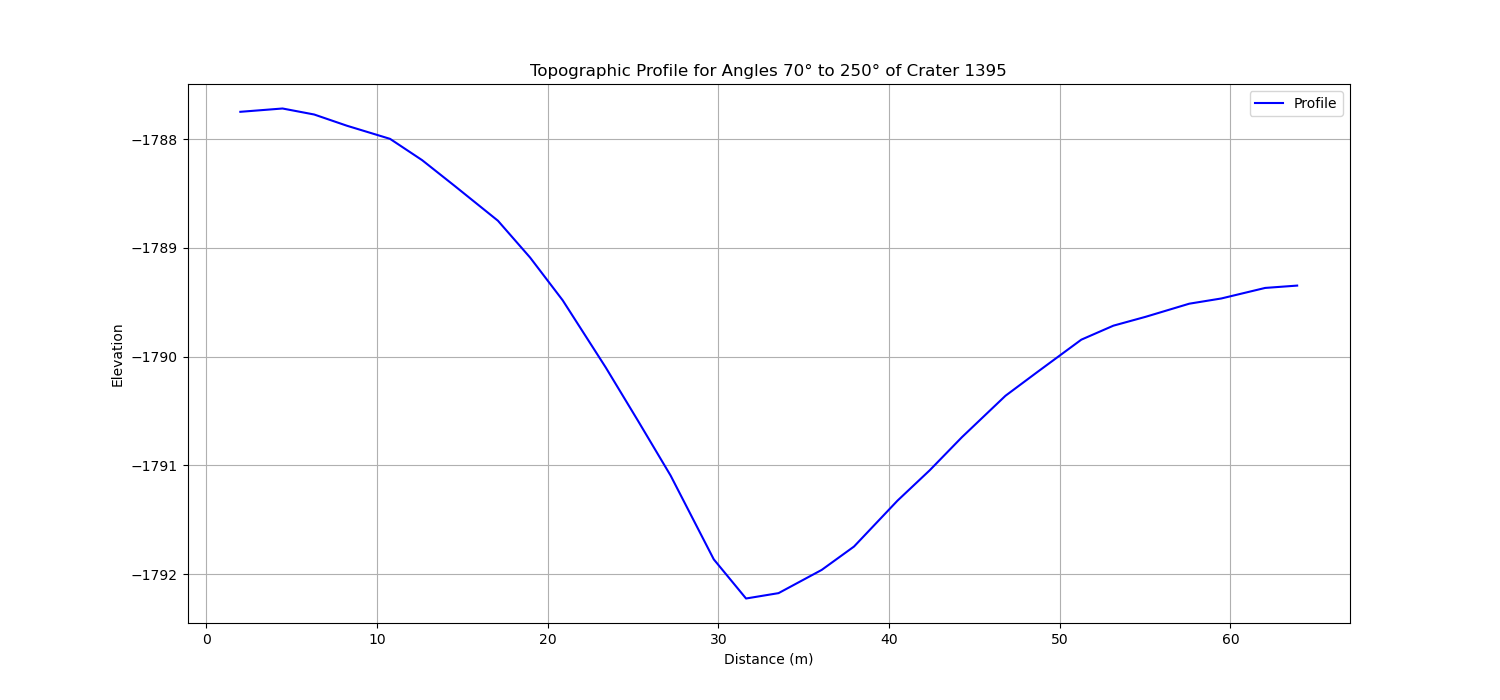 Topographic Profile for Angles 70° to 250° of Crater 1395
Profile
−1788
−1789
−1790
−1791
−1792
Elevation
0 10 20 30 40 50 60
Distance (m)